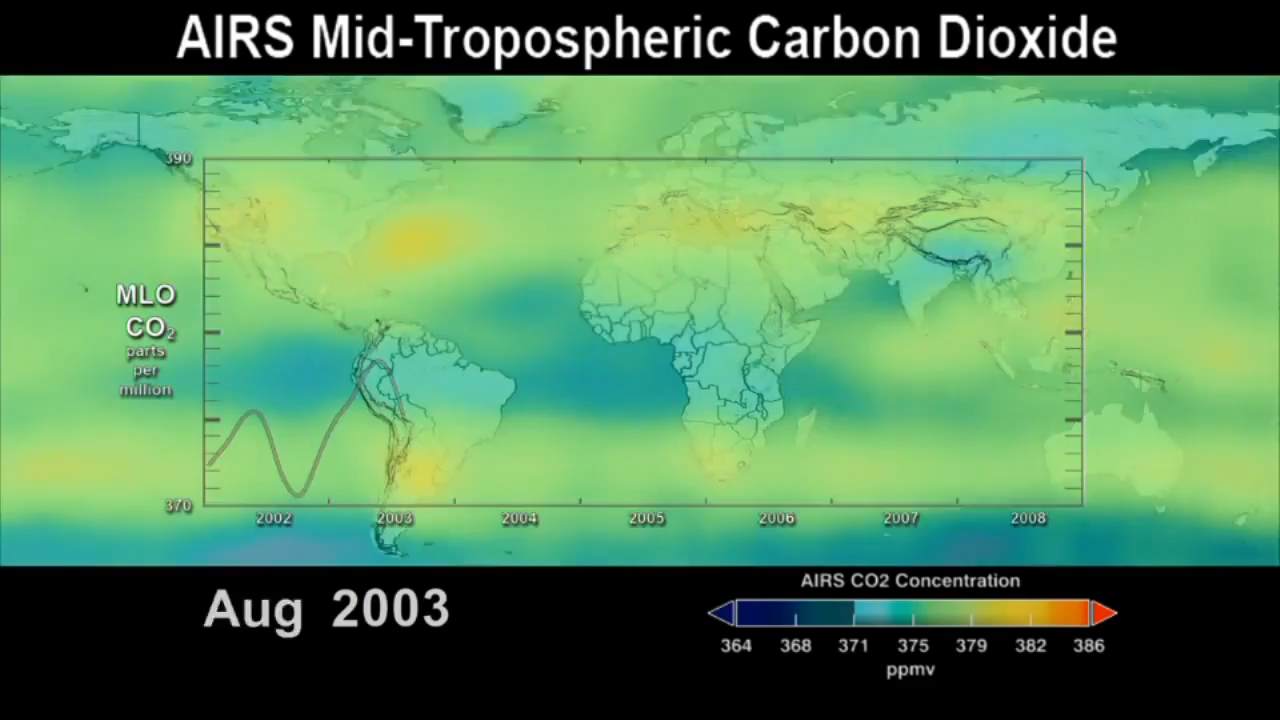 AIRS Mid-Tropospheric Carbon Dioxide
390
MLO
CO₂
parts
per
million
370
2002 2003 2004 2005 2006 2007 2008
Aug 2003
AIRS CO2 Concentration
364 368 371 375 379 382 386
ppmv